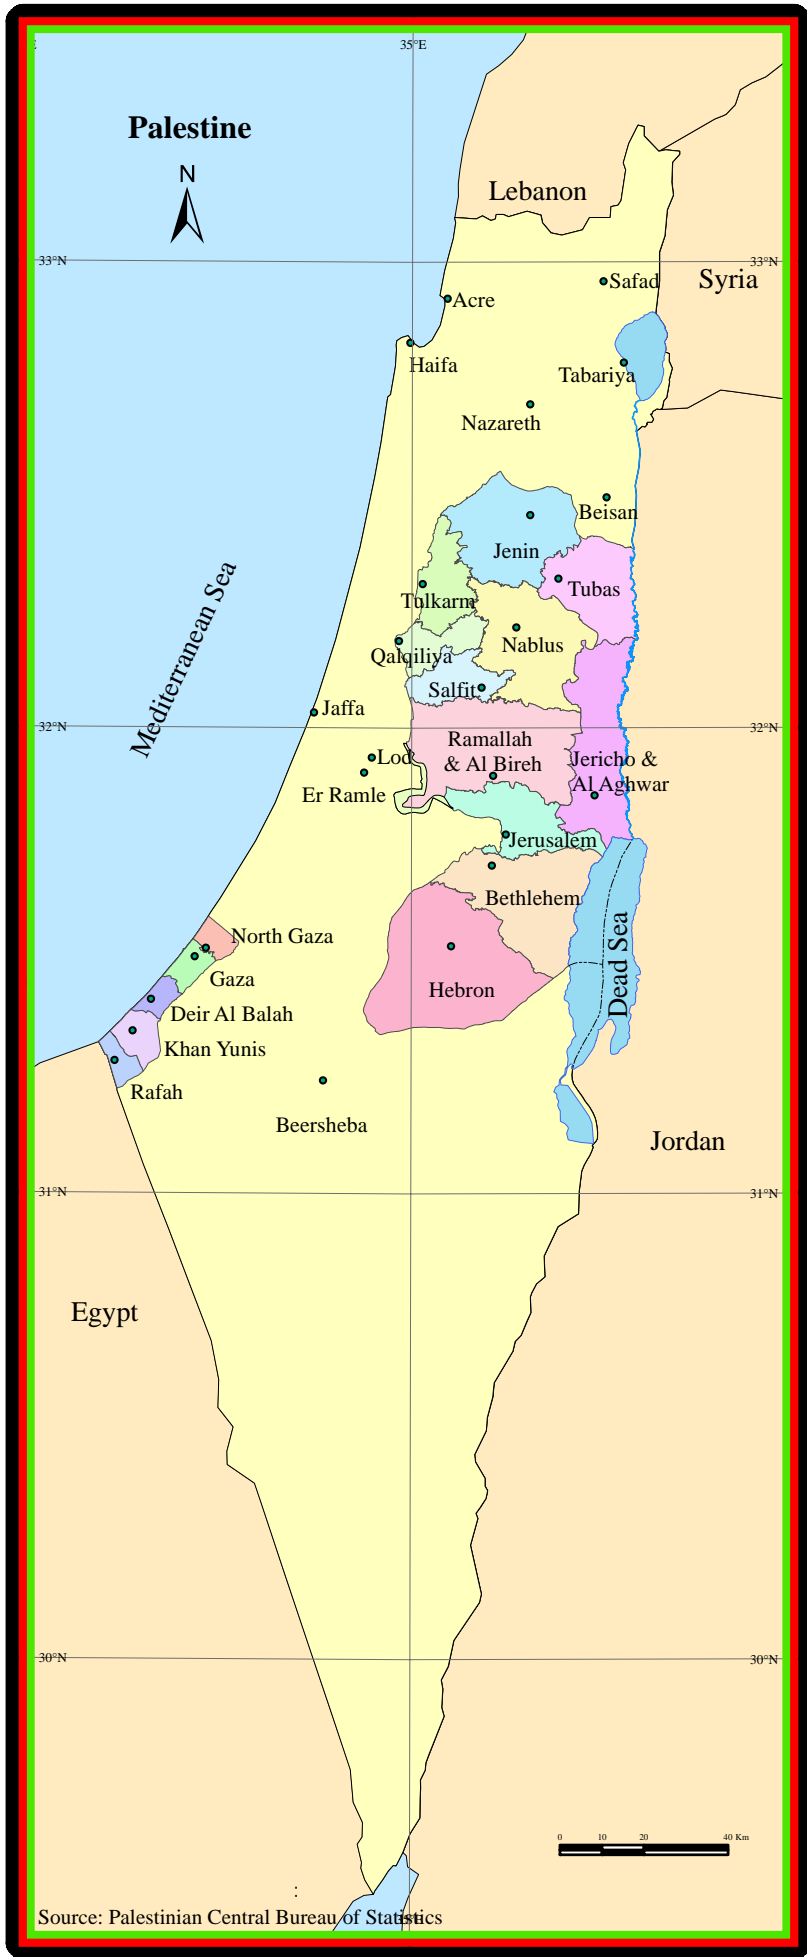 35°E
Palestine
N
Lebanon
33°N
33°N
Syria
Safad
Acre
Haifa
Tabariya
Nazareth
Beisan
Jenin
Tubas
Tulkarm
Nablus
Qalqiliya
Salfit
Mediterranean Sea
Jaffa
32°N
32°N
Ramallah
& Al Bireh
Jericho &
Al Aghwar
Lod
Er Ramle
Jerusalem
Bethlehem
North Gaza
Gaza
Dead Sea
Hebron
Deir Al Balah
Khan Yunis
Rafah
Beersheba
Jordan
31°N
31°N
Egypt
30°N
30°N
0 10 20 40 Km
:
Source: Palestinian Central Bureau of Statistics